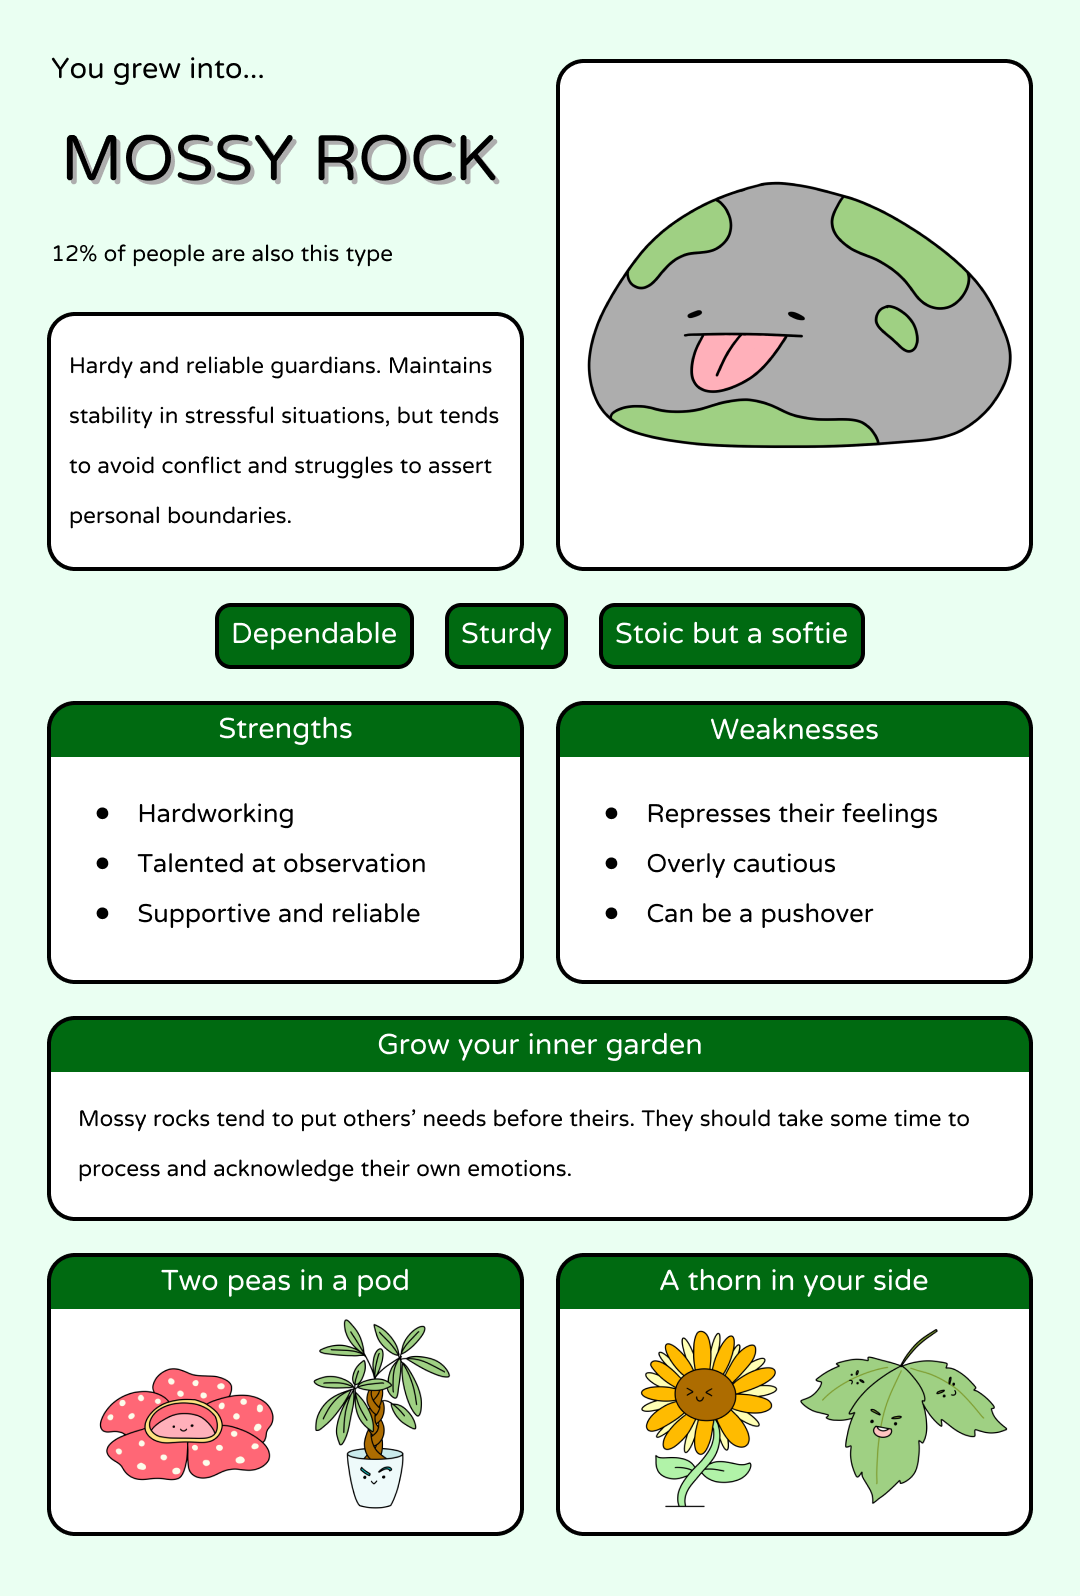 You grew into...
MOSSY ROCK
12% of people are also this type
Hardy and reliable guardians. Maintains
stability in stressful situations, but tends
to avoid conflict and struggles to assert
personal boundaries.
Dependable
Sturdy
Stoic but a softie
Strengths
● Hardworking
● Talented at observation
● Supportive and reliable
Weaknesses
● Represses their feelings
● Overly cautious
● Can be a pushover
Grow your inner garden
Mossy rocks tend to put others’ needs before theirs. They should take some time to
process and acknowledge their own emotions.
Two peas in a pod
A thorn in your side